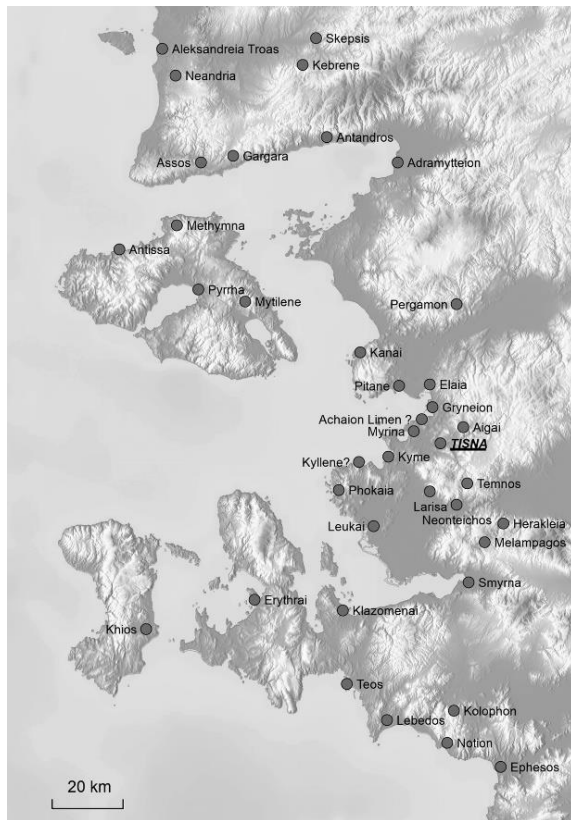 Skepsis
Aleksandreia Troas
Kebrene
Neandria
Antandros
Gargara
Assos
Adramytteion
Methymna
Antissa
Pyrrha
Mytilene
Pergamon
Kanai
Elaia
Pitane
Gryneion
Achaion Limen ?
Aigai
Myrina
TISNA
Kyme
Kyllene?
Temnos
Phokaia
Larisa
Neonteichos
Herakleia
Leukai
Melampagos
Smyrna
Erythrai
Klazomenai
Khios
Teos
Kolophon
Lebedos
Notion
Ephesos
20 km